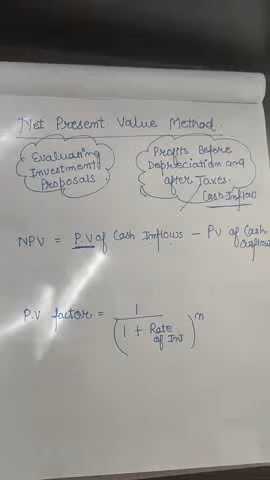 Net Present Value Method.
Evaluating
Investment
Proposals
Profits Before
Depreciation and
after Taxes.
Cash Inflow
NPV = P.V of Cash Inflows - PV of Cash
P.V factor = 1
(1 + Rate
of INT)^n